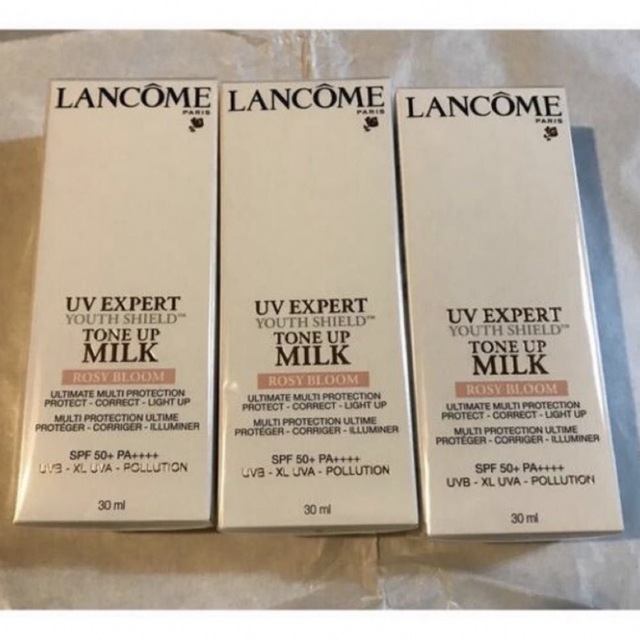 LANCÔME
PARIS
UV EXPERT
YOUTH SHIELD™
TONE UP
MILK
ROSY BLOOM
ULTIMATE MULTI PROTECTION
PROTECT - CORRECT - LIGHT UP
MULTI PROTECTION ULTIME
PROTÉGER - CORRIGER - ILLUMINER
SPF 50+ PA++++
UVB - XL UVA - POLLUTION
30 ml
LANCÔME
PARIS
UV EXPERT
YOUTH SHIELD™
TONE UP
MILK
ROSY BLOOM
ULTIMATE MULTI PROTECTION
PROTECT - CORRECT - LIGHT UP
MULTI PROTECTION ULTIME
PROTÉGER - CORRIGER - ILLUMINER
SPF 50+ PA++++
UVB - XL UVA - POLLUTION
30 ml
LANCÔME
PARIS
UV EXPERT
YOUTH SHIELD™
TONE UP
MILK
ROSY BLOOM
ULTIMATE MULTI PROTECTION
PROTECT - CORRECT - LIGHT UP
MULTI PROTECTION ULTIME
PROTÉGER - CORRIGER - ILLUMINER
SPF 50+ PA++++
UVB - XL UVA - POLLUTION
30 ml